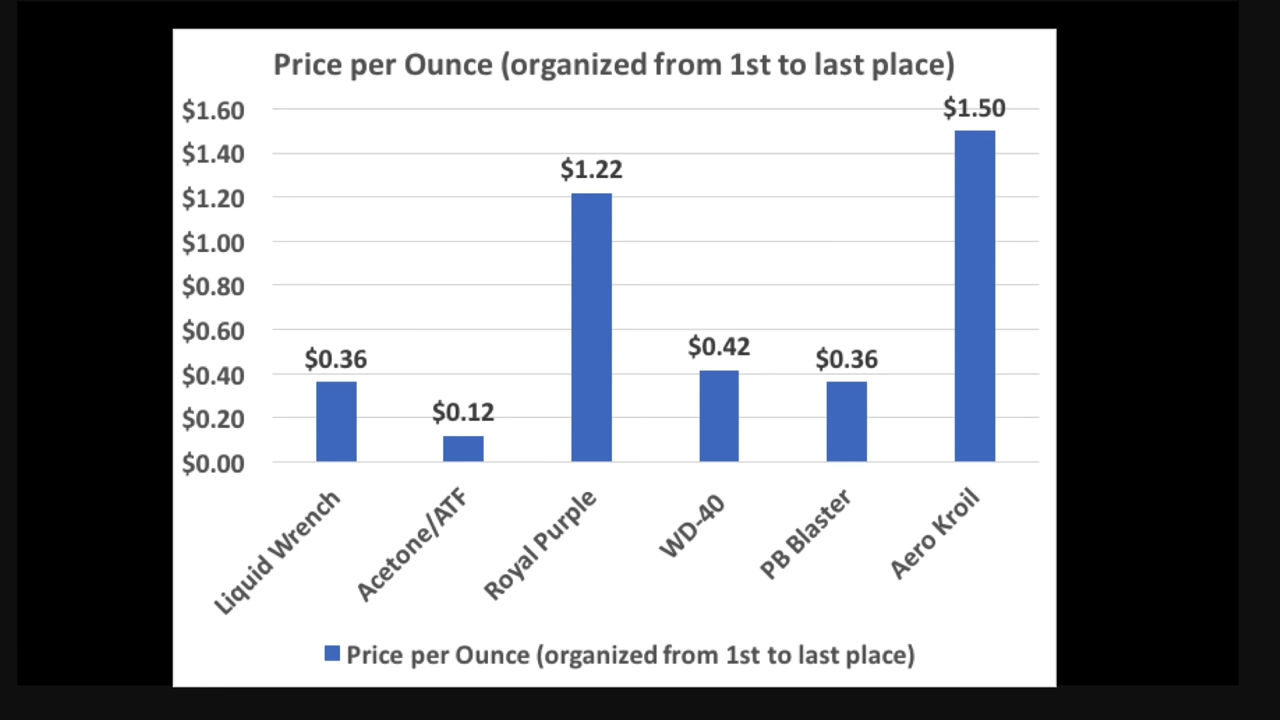 Price per Ounce (organized from 1st to last place)
$1.60
$1.40
$1.20
$1.00
$0.80
$0.60
$0.40
$0.20
$0.00
$0.36
$0.12
$1.22
$0.42
$0.36
$1.50
Liquid Wrench
Acetone/ATF
Royal Purple
WD-40
PB Blaster
Aero Kroil
Price per Ounce (organized from 1st to last place)